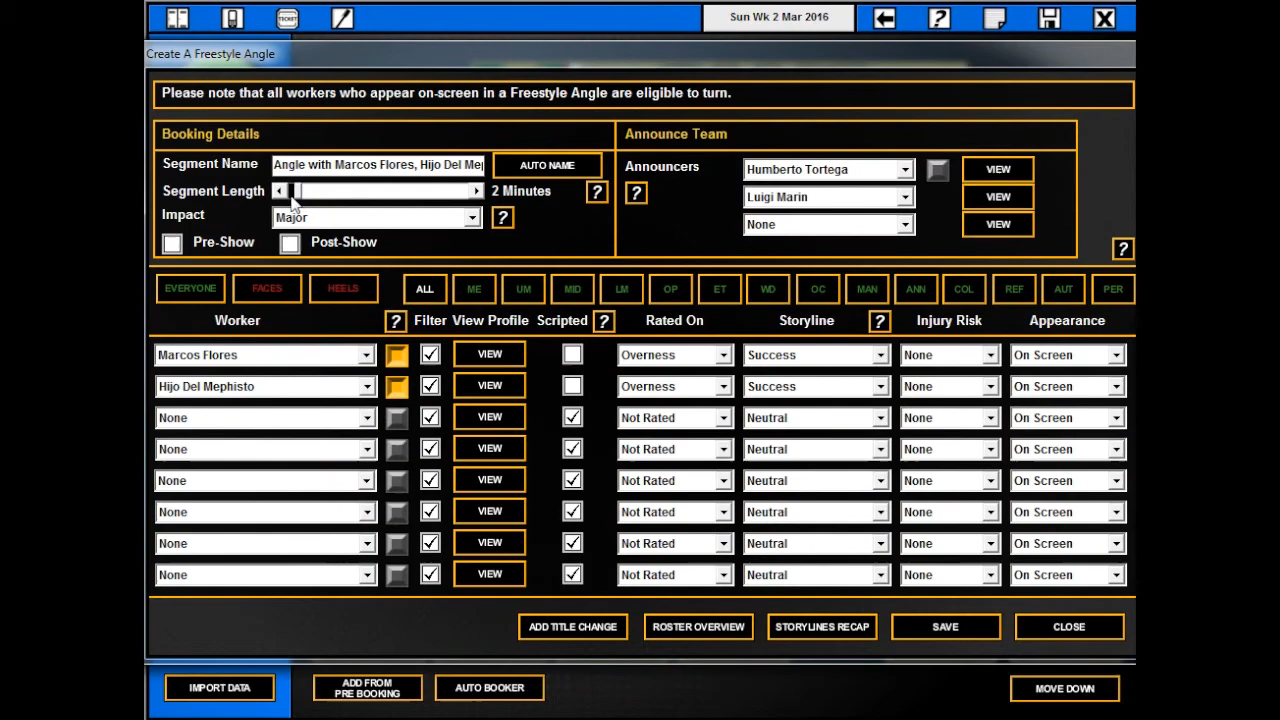 TICKET
Sun Wk 2 Mar 2016
?
X
Create A Freestyle Angle
Please note that all workers who appear on-screen in a Freestyle Angle are eligible to turn.
Booking Details
Segment Name
Angle with Marcos Flores, Hijo Del Mep
AUTO NAME
Segment Length
2 Minutes
?
Impact
Major
?
Pre-Show
Post-Show
Announce Team
Announcers
?
Humberto Tortega
VIEW
Luigi Marin
VIEW
None
VIEW
?
EVERYONE FACES HEELS ALL ME UM MID LM OP ET WD OC MAN ANN COL REF AUT PER
Worker ? Filter View Profile Scripted ? Rated On Storyline ? Injury Risk Appearance
Marcos Flores VIEW Overness Success None On Screen
Hijo Del Mephisto VIEW Overness Success None On Screen
None VIEW Not Rated Neutral None On Screen
None VIEW Not Rated Neutral None On Screen
None VIEW Not Rated Neutral None On Screen
None VIEW Not Rated Neutral None On Screen
None VIEW Not Rated Neutral None On Screen
None VIEW Not Rated Neutral None On Screen
ADD TITLE CHANGE ROSTER OVERVIEW STORYLINES RECAP SAVE CLOSE
IMPORT DATA
ADD FROM
PRE BOOKING
AUTO BOOKER
MOVE DOWN